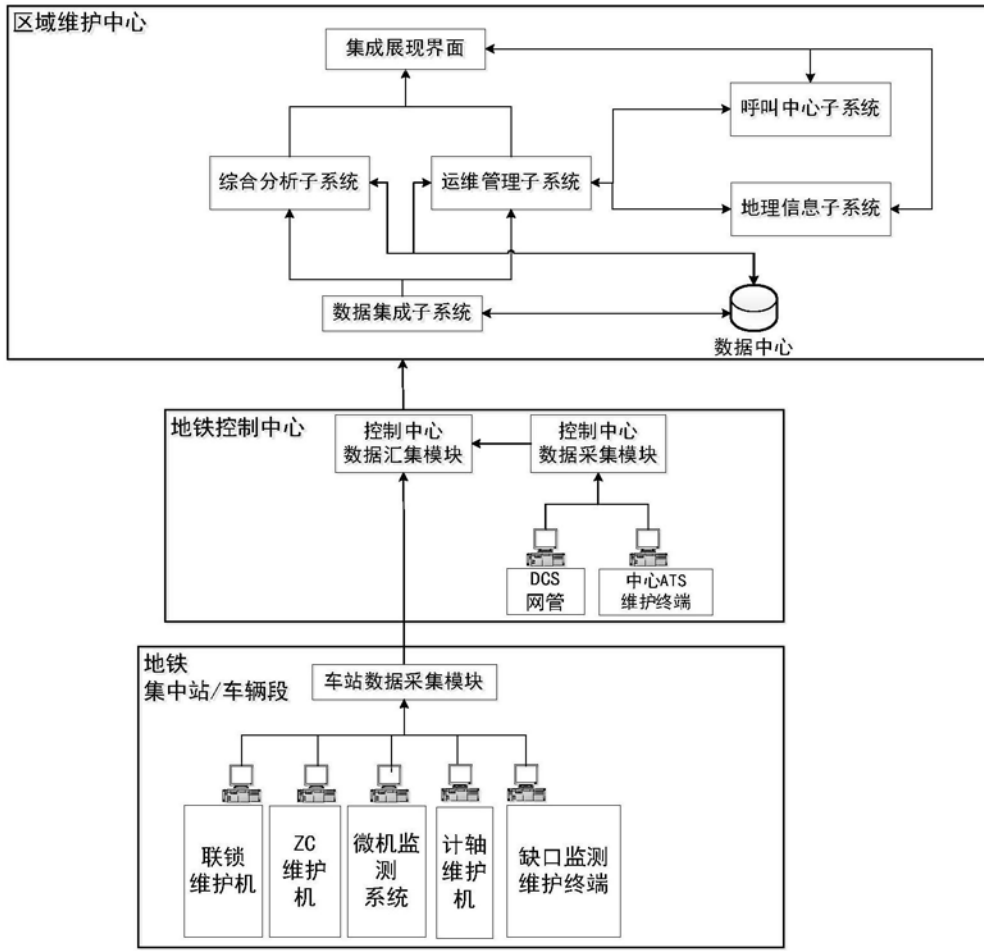 区域维护中心
集成展现界面
呼叫中心子系统
综合分析子系统
运维管理子系统
地理信息子系统
数据集成子系统
数据中心
地铁控制中心
控制中心
数据汇集模块
控制中心
数据采集模块
DCS
网管
中心ATS
维护终端
地铁
集中站/车辆段
车站数据采集模块
联锁
维护机
ZC
维护
机
微机监
测
系统
计轴
维护
机
缺口监测
维护终端